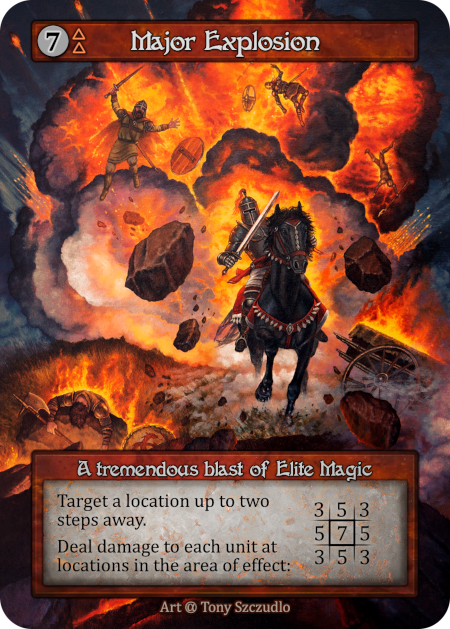 7 Major Explosion
A tremendous blast of Elite Magic
Target a location up to two
steps away.
Deal damage to each unit at
locations in the area of effect:
3 5 3
5 7 5
3 5 3
Art @ Tony Szczudlo